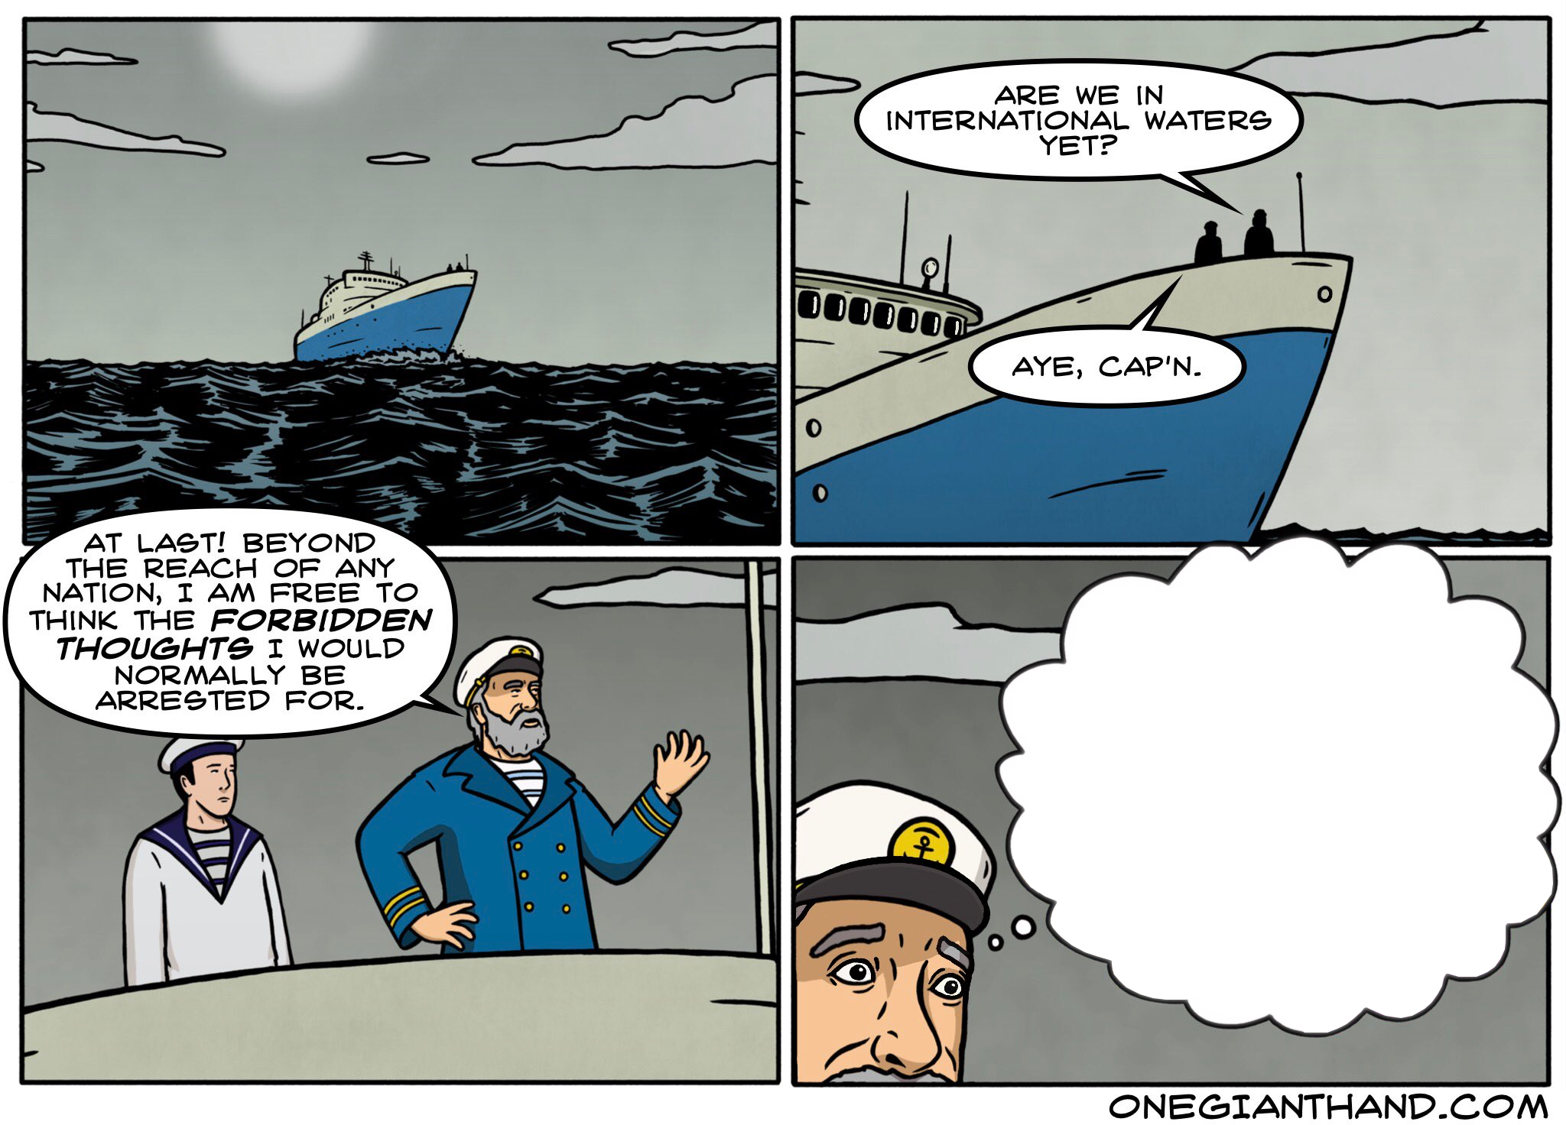 ARE WE IN
INTERNATIONAL WATERS
YET?
AYE, CAP'N.
AT LAST! BEYOND
THE REACH OF ANY
NATION, I AM FREE TO
THINK THE FORBIDDEN
THOUGHTS I WOULD
NORMALLY BE
ARRESTED FOR.
ONEGIANTHAND.COM